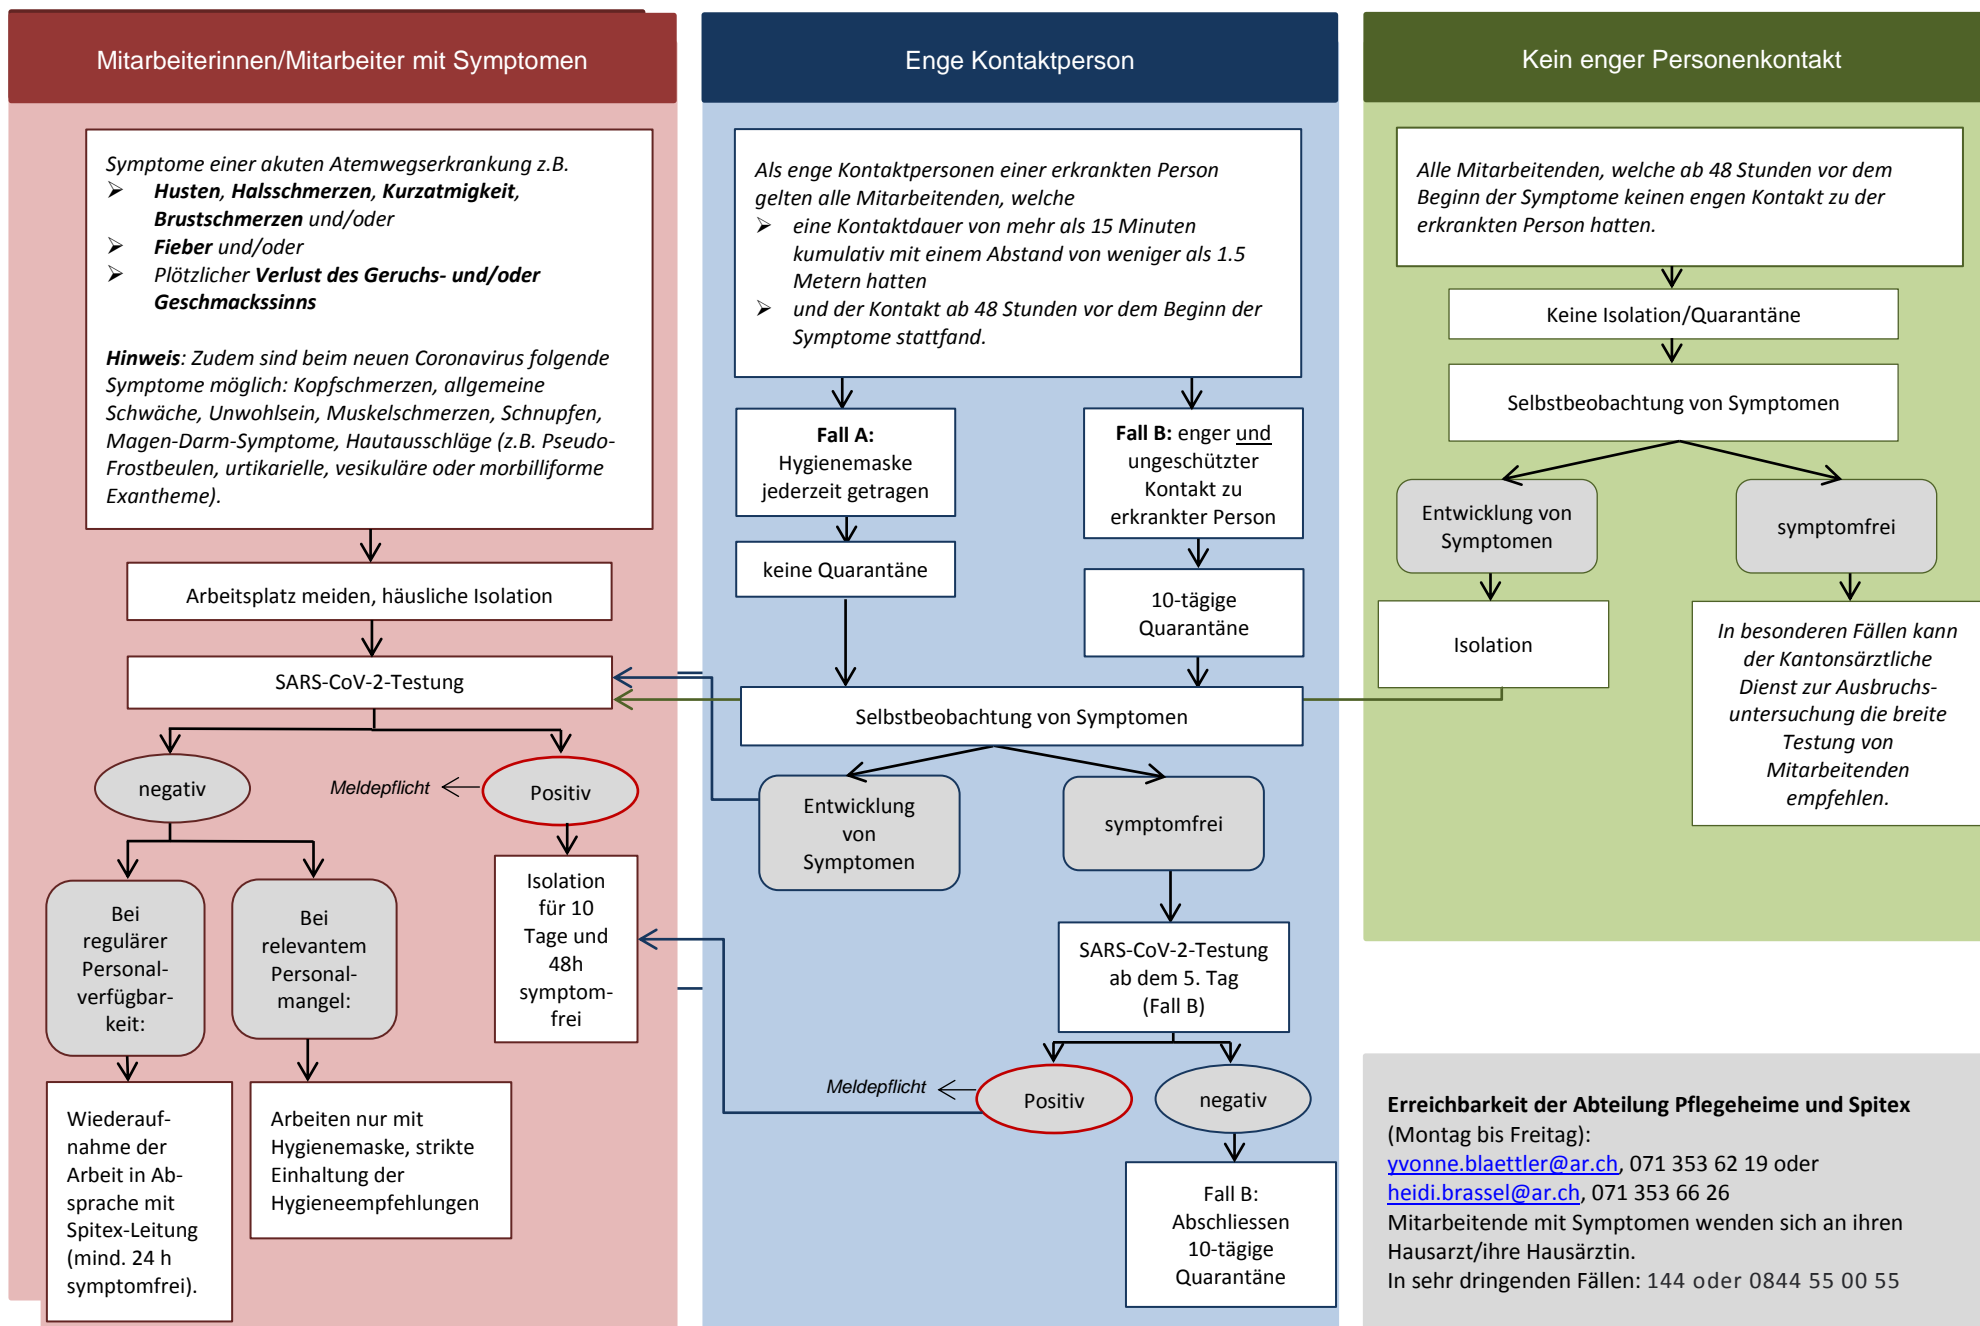 Mitarbeiterinnen/Mitarbeiter mit Symptomen
Symptome einer akuten Atemwegserkrankung z.B.
➢ Husten, Halsschmerzen, Kurzatmigkeit,
Brustschmerzen und/oder
➢ Fieber und/oder
➢ Plötzlicher Verlust des Geruchs- und/oder
Geschmackssinns
Hinweis: Zudem sind beim neuen Coronavirus folgende
Symptome möglich: Kopfschmerzen, allgemeine
Schwäche, Unwohlsein, Muskelschmerzen, Schnupfen,
Magen-Darm-Symptome, Hautausschläge (z.B. Pseudo-
Frostbeulen, urtikarielle, vesikuläre oder morbilliforme
Exantheme).
Arbeitsplatz meiden, häusliche Isolation
SARS-CoV-2-Testung
negativ
Meldepflicht
Positiv
Bei
regulärer
Personal-
verfügbar-
keit:
Bei
relevantem
Personal-
mangel:
Isolation
für 10
Tage und
48h
symptom-
frei
Wiederauf-
nahme der
Arbeit in Ab-
sprache mit
Spitex-Leitung
(mind. 24 h
symptomfrei).
Arbeiten nur mit
Hygienemaske, strikte
Einhaltung der
Hygieneempfehlungen
Enge Kontaktperson
Als enge Kontaktpersonen einer erkrankten Person
gelten alle Mitarbeitenden, welche
➢ eine Kontaktdauer von mehr als 15 Minuten
kumulativ mit einem Abstand von weniger als 1.5
Metern hatten
➢ und der Kontakt ab 48 Stunden vor dem Beginn der
Symptome stattfand.
Fall A:
Hygienemaske
jederzeit getragen
keine Quarantäne
Fall B: enger und
ungeschützter
Kontakt zu
erkrankter Person
10-tägige
Quarantäne
Selbstbeobachtung von Symptomen
Entwicklung
von
Symptomen
symptomfrei
SARS-CoV-2-Testung
ab dem 5. Tag
(Fall B)
Meldepflicht
Positiv
negativ
Fall B:
Abschliessen
10-tägige
Quarantäne
Kein enger Personenkontakt
Alle Mitarbeitenden, welche ab 48 Stunden vor dem
Beginn der Symptome keinen engen Kontakt zu der
erkrankten Person hatten.
Keine Isolation/Quarantäne
Selbstbeobachtung von Symptomen
Entwicklung von
Symptomen
symptomfrei
Isolation
In besonderen Fällen kann
der Kantonsärztliche
Dienst zur Ausbruchs-
untersuchung die breite
Testung von
Mitarbeitenden
empfehlen.
Erreichbarkeit der Abteilung Pflegeheime und Spitex
(Montag bis Freitag):
yvonne.blaettler@ar.ch, 071 353 62 19 oder
heidi.brassel@ar.ch, 071 353 66 26
Mitarbeitende mit Symptomen wenden sich an ihren
Hausarzt/ihre Hausärztin.
In sehr dringenden Fällen: 144 oder 0844 55 00 55